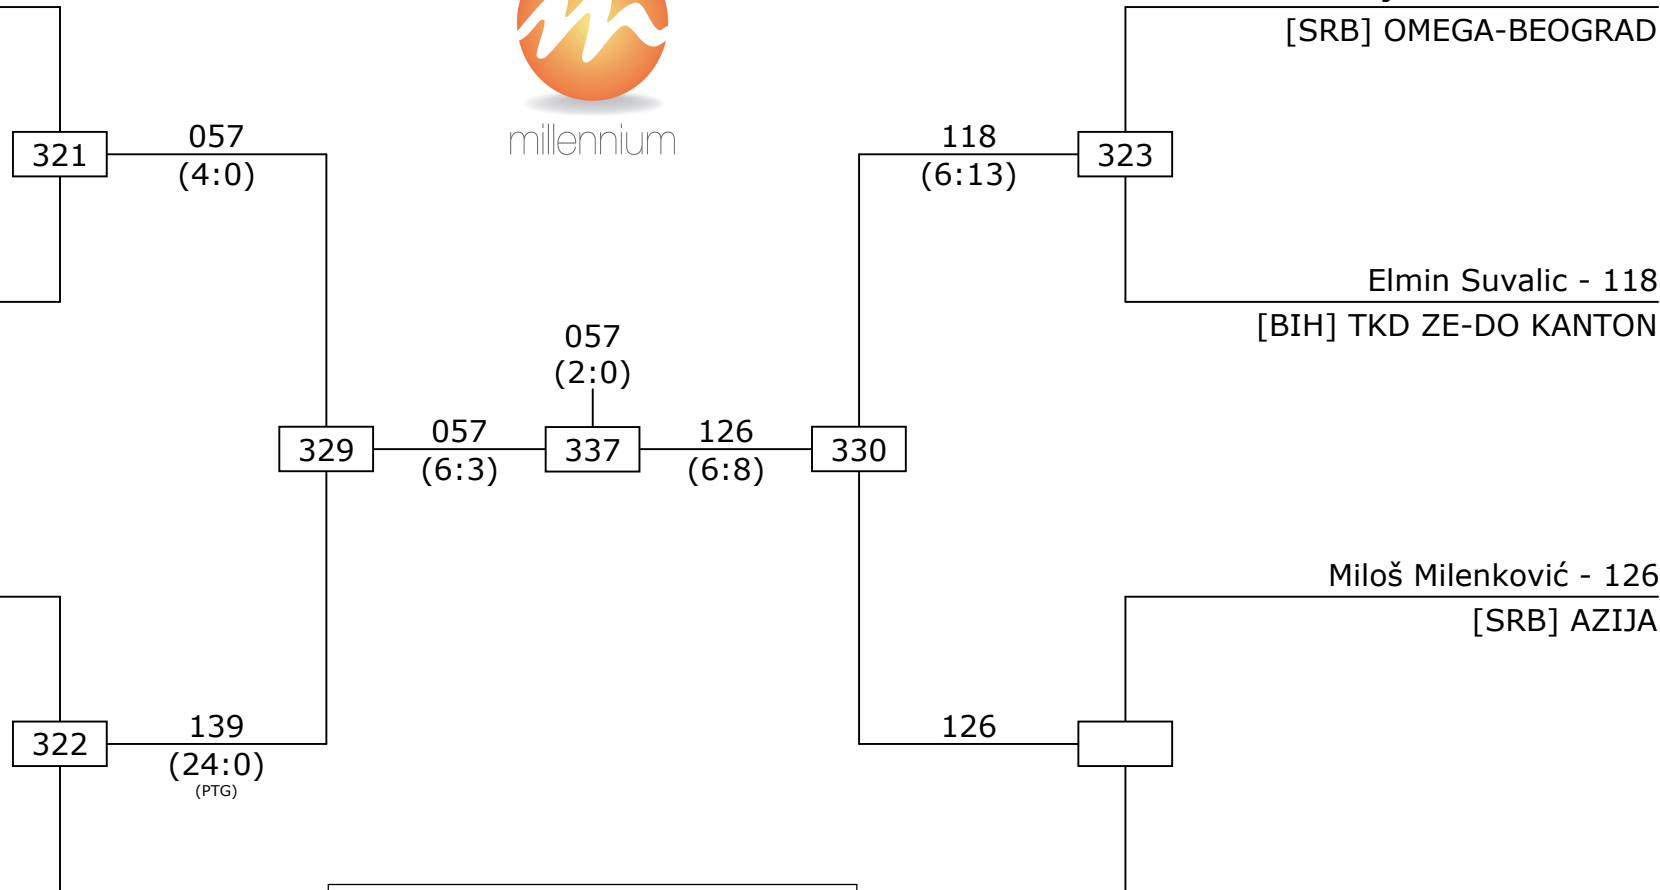 [SRB] OMEGA-BEOGRAD
millennium
057
118
321
323
(4:0)
(6:13)
Elmin Suvalic - 118
[BIH] TKD ZE-DO KANTON
057
(2:0)
057
126
329
337
330
(6:3)
(6:8)
Miloš Milenković - 126
[SRB] AZIJA
139
126
322
(24:0)
(PTG)